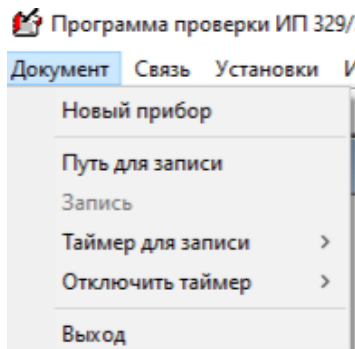 Программа проверки ИП 329/
Документ Связь Установки И
Новый прибор
Путь для записи
Запись
Таймер для записи
Отключить таймер
Выход